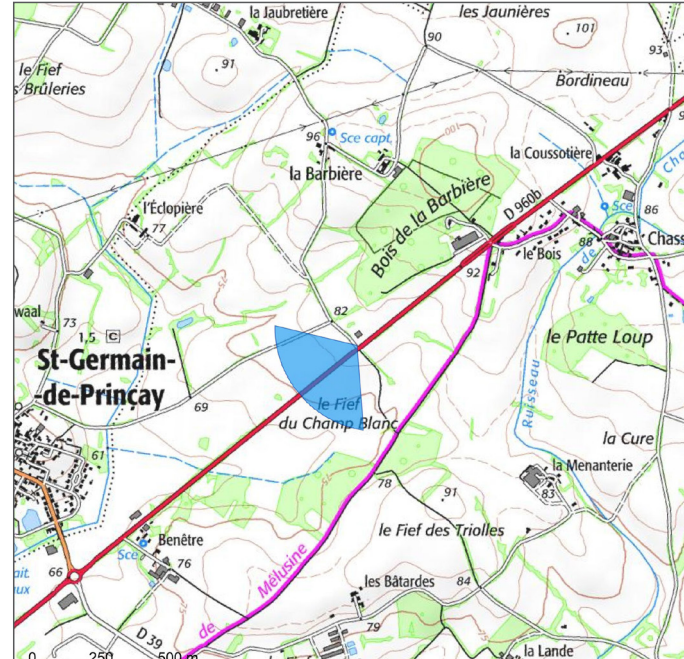 la Jaubretière
les Jaunières
101
90
93
le Fief
Brûleries
91
Bordineau
96
Sce capt.
la Barbière
la Coussotière
D 960b
Bois de la Barbière
Sce
86
l'Éclopière
77
88
Chass
le Bois
92
de
waal
82
73
1,5 C
le Patte Loup
St-Germain-
-de-Princay
Ruisseau
69
le Fief
du Champ Blanc
la Cure
61
la Menanterie
78
91
83
le Fief des Triolles
Benêtre
Sce
Mélusine
76
66
les Bâtardes
84
de
79
D 39
la Lande
0 250 500 m